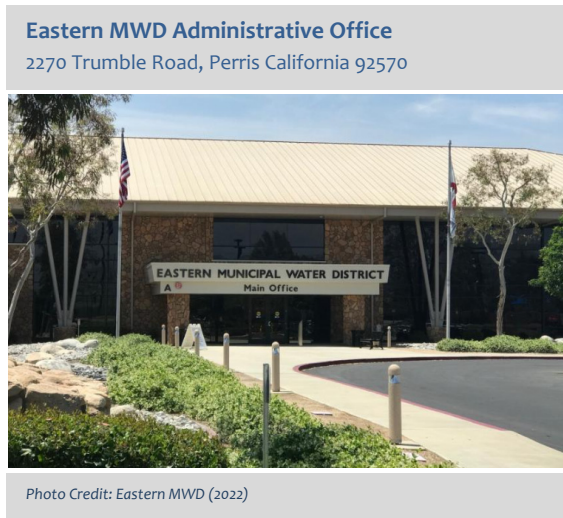 Eastern MWD Administrative Office
2270 Trumble Road, Perris California 92570
EASTERN MUNICIPAL WATER DISTRICT
A
Main Office
Photo Credit: Eastern MWD (2022)